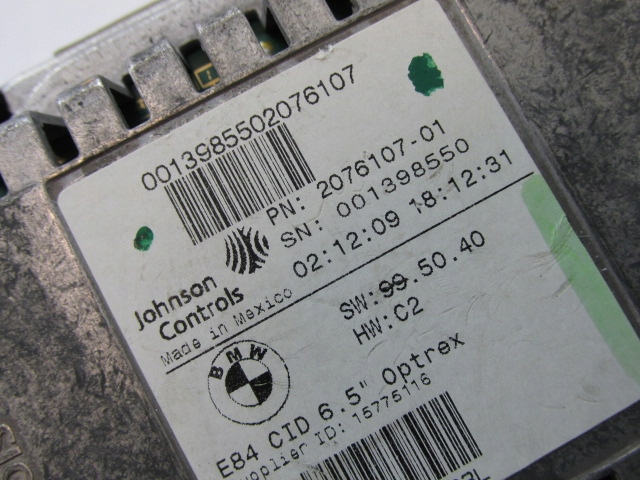 0013985502076107
PN: 2076107-01
SN: 001398550
02:12:09 18:12:31
Johnson
Controls
Made in Mexico
SW:99.50.40
HW:C2
BMW
E84 CID 6.5" Optrex
Supplier ID: 15775116